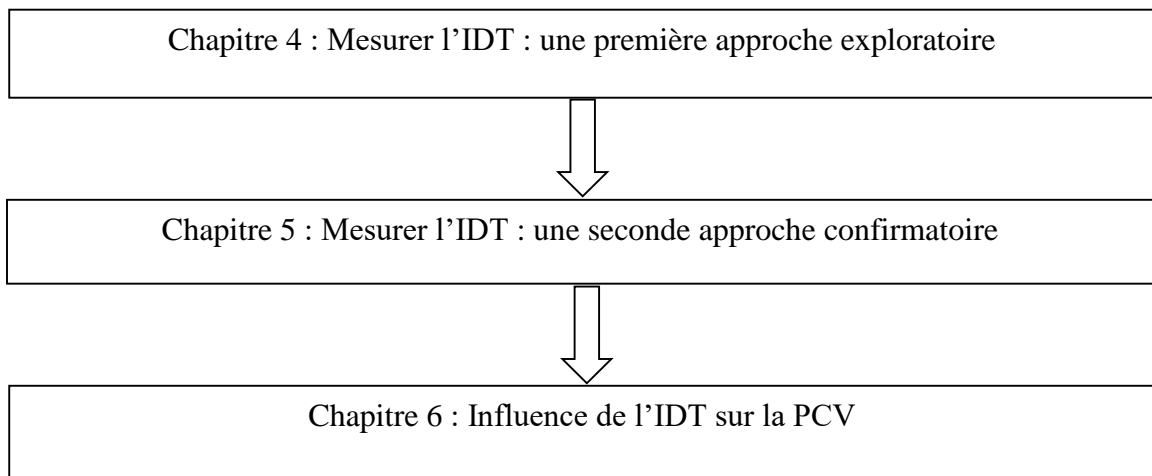 Chapitre 4 : Mesurer l’IDT : une première approche exploratoire
Chapitre 5 : Mesurer l’IDT : une seconde approche confirmatoire
Chapitre 6 : Influence de l’IDT sur la PCV